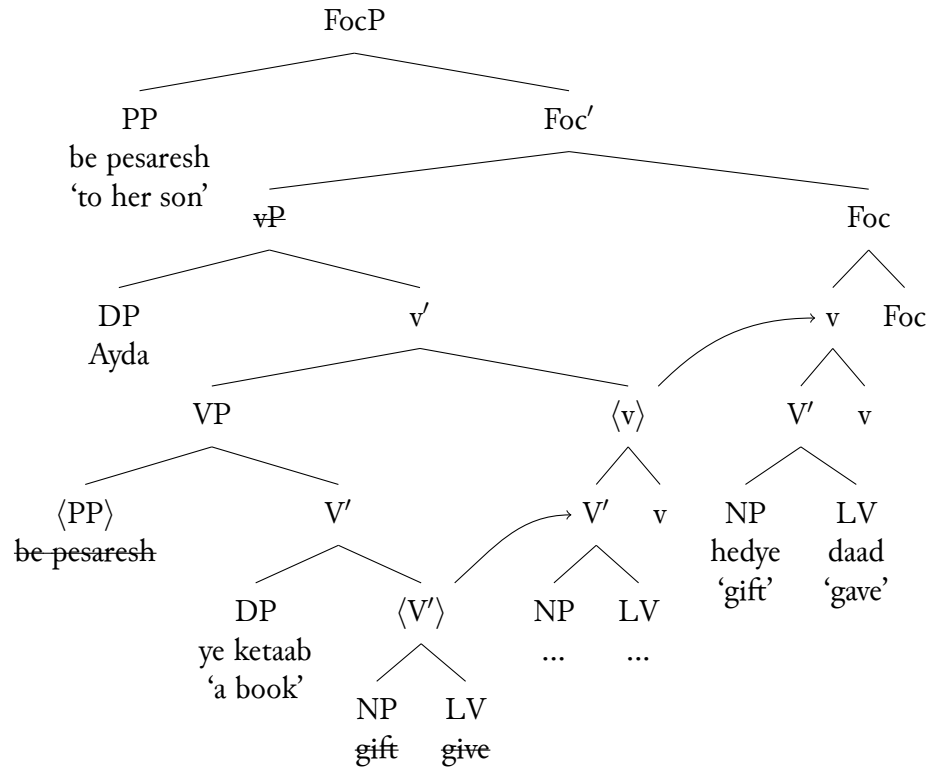 FocP
PP Foc′
be pesaresh
‘to her son’
vP Foc
DP v′ v Foc
Ayda
VP ⟨v⟩ V′ v
⟨PP⟩ V′ V′ v NP LV
be pesaresh hedye daad
‘gift’ ‘gave’
DP ⟨V′⟩ NP LV
ye ketaab ... ...
‘a book’
NP LV
gift give